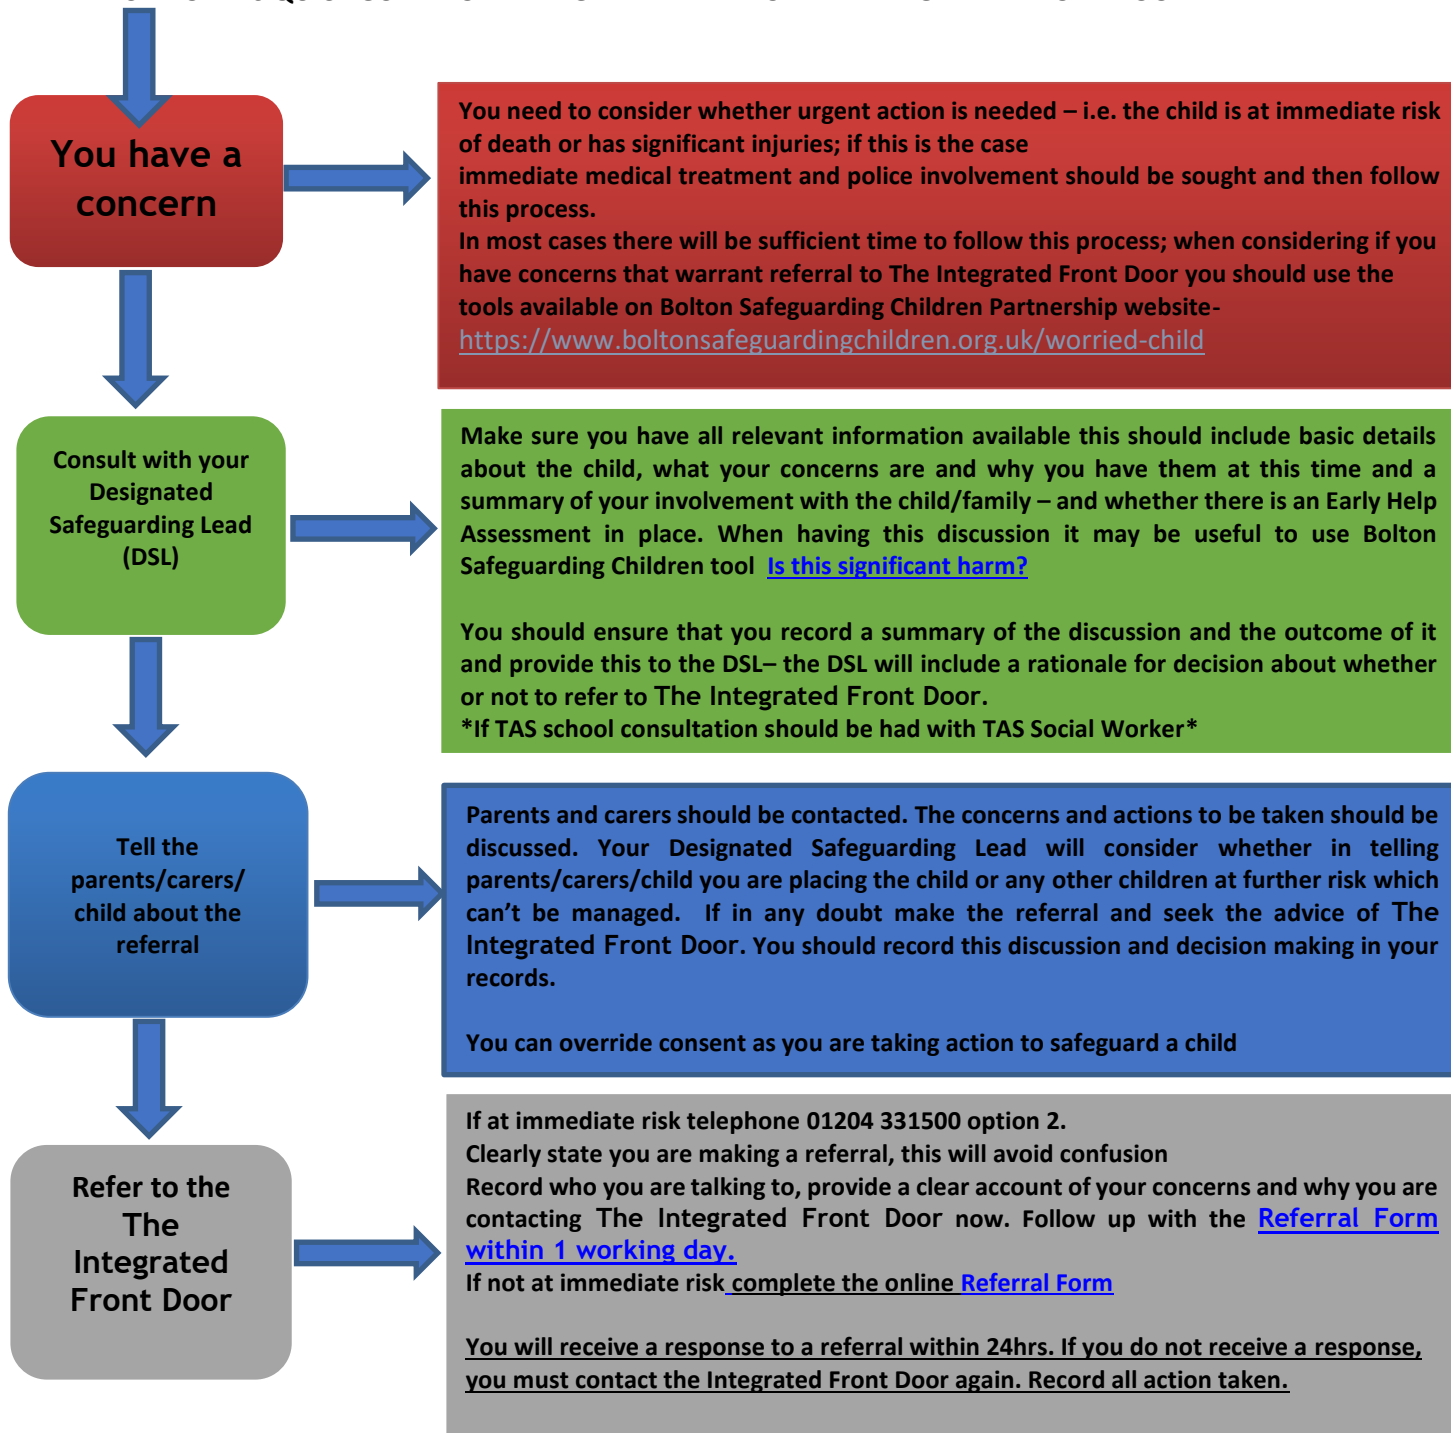 You have a
concern
You need to consider whether urgent action is needed – i.e. the child is at immediate risk
of death or has significant injuries; if this is the case
immediate medical treatment and police involvement should be sought and then follow
this process.
In most cases there will be sufficient time to follow this process; when considering if you
have concerns that warrant referral to The Integrated Front Door you should use the
tools available on Bolton Safeguarding Children Partnership website-
https://www.boltonsafeguardingchildren.org.uk/worried-child
Consult with your
Designated
Safeguarding Lead
(DSL)
Make sure you have all relevant information available this should include basic details
about the child, what your concerns are and why you have them at this time and a
summary of your involvement with the child/family – and whether there is an Early Help
Assessment in place. When having this discussion it may be useful to use Bolton
Safeguarding Children tool Is this significant harm?
You should ensure that you record a summary of the discussion and the outcome of it
and provide this to the DSL– the DSL will include a rationale for decision about whether
or not to refer to The Integrated Front Door.
*If TAS school consultation should be had with TAS Social Worker*
Tell the
parents/carers/
child about the
referral
Parents and carers should be contacted. The concerns and actions to be taken should be
discussed. Your Designated Safeguarding Lead will consider whether in telling
parents/carers/child you are placing the child or any other children at further risk which
can’t be managed. If in any doubt make the referral and seek the advice of The
Integrated Front Door. You should record this discussion and decision making in your
records.
You can override consent as you are taking action to safeguard a child
Refer to the
The
Integrated
Front Door
If at immediate risk telephone 01204 331500 option 2.
Clearly state you are making a referral, this will avoid confusion
Record who you are talking to, provide a clear account of your concerns and why you are
contacting The Integrated Front Door now. Follow up with the Referral Form
within 1 working day.
If not at immediate risk complete the online Referral Form
You will receive a response to a referral within 24hrs. If you do not receive a response,
you must contact the Integrated Front Door again. Record all action taken.